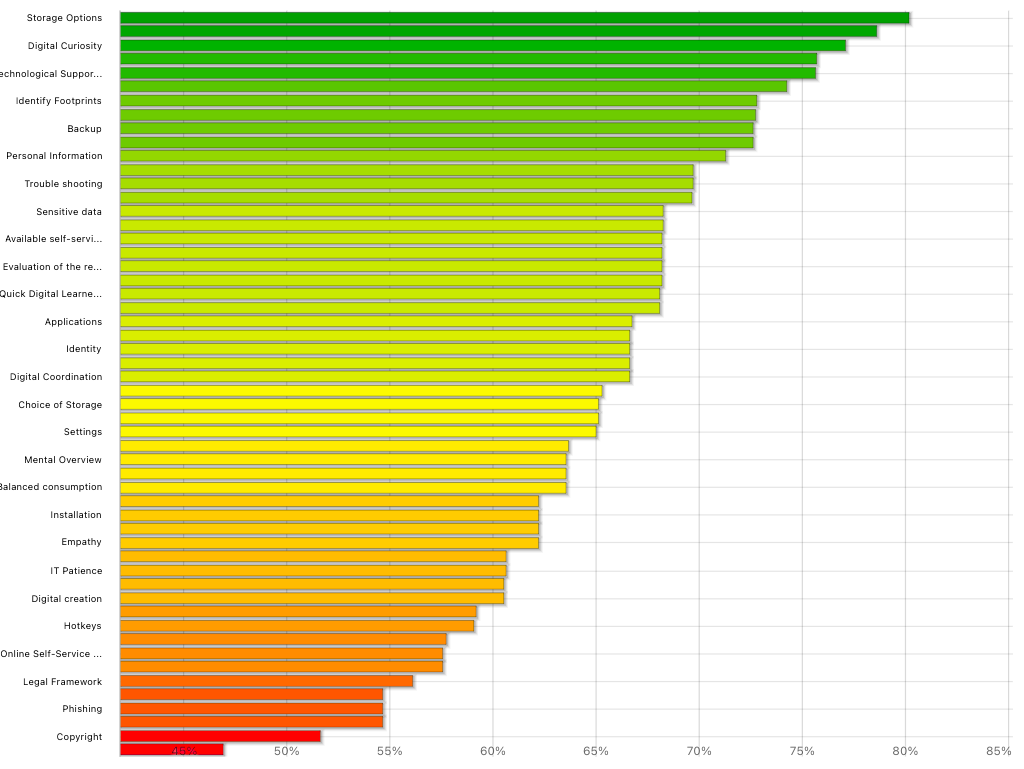 Storage Options
Digital Curiosity
echnological Suppor...
Identify Footprints
Backup
Personal Information
Trouble shooting
Sensitive data
Available self-servi...
Evaluation of the re...
Quick Digital Learne...
Applications
Identity
Digital Coordination
Choice of Storage
Settings
Mental Overview
Balanced consumption
Installation
Empathy
IT Patience
Digital creation
Hotkeys
Online Self-Service ...
Legal Framework
Phishing
Copyright
45% 50% 55% 60% 65% 70% 75% 80% 85%